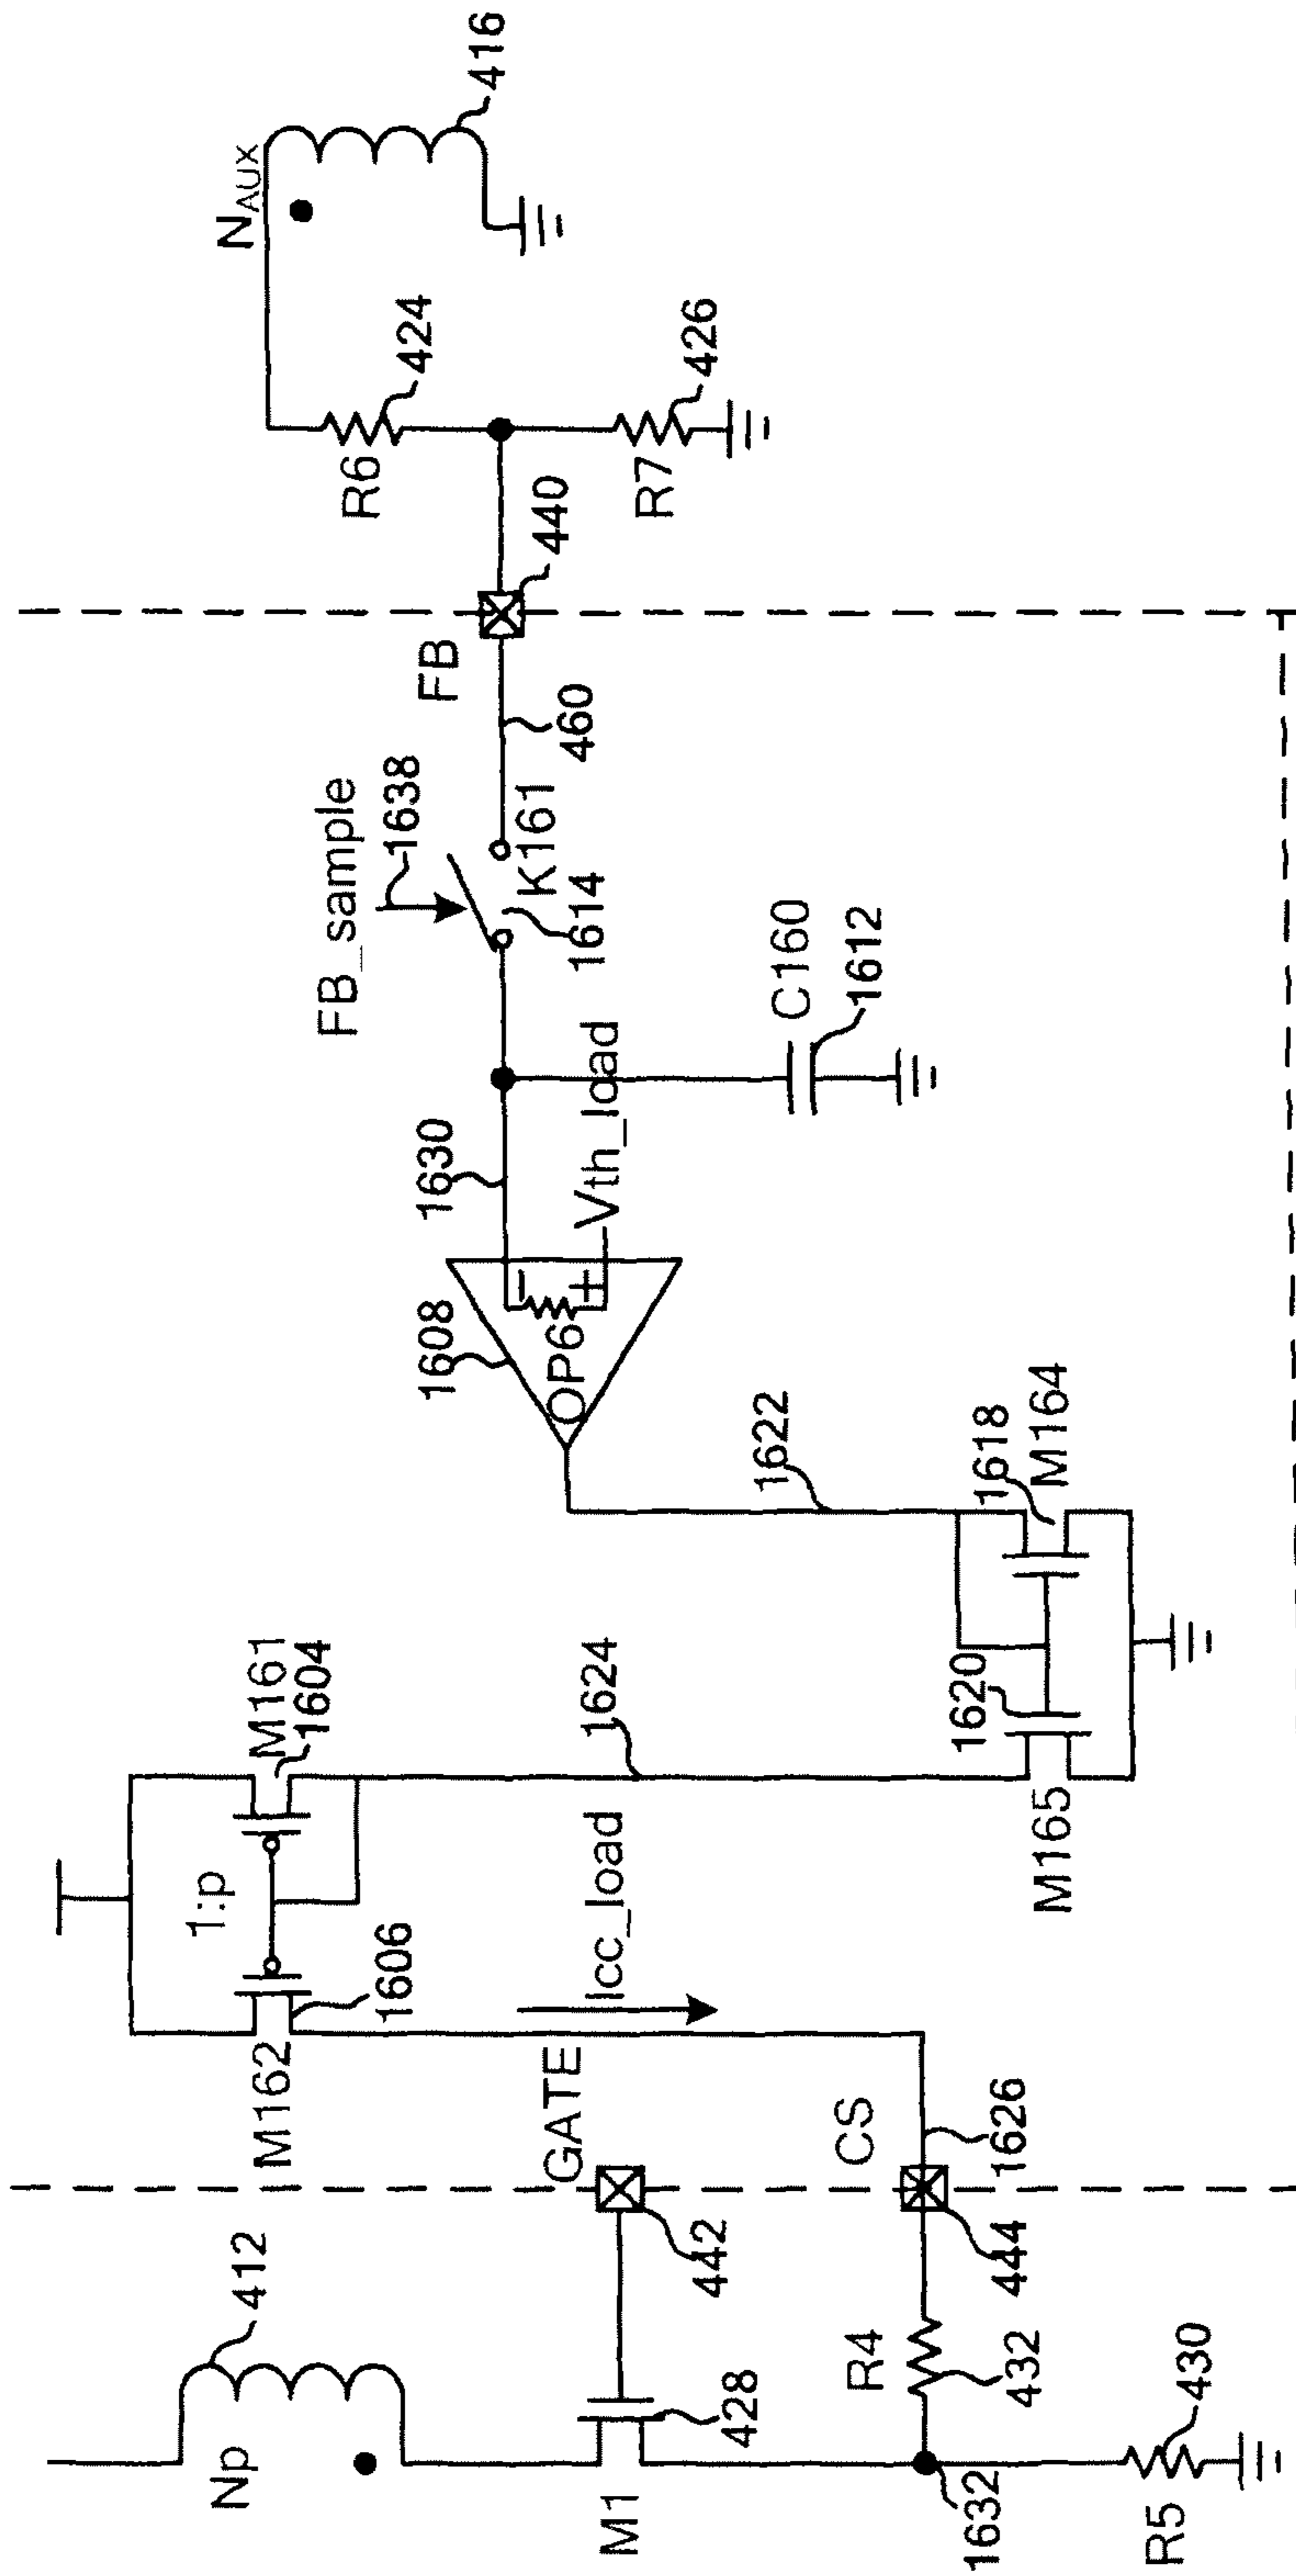 Np
412
M1
428
GATE
442
R4
432
CS
444
1626
1632
R5
430
M162
1606
1:p
M161
1604
Icc_load
1624
M165
1620
1618
M164
1622
1608
OP6
-
+
1630
Vth_load
C160
1612
FB_sample
1638
K161
1614
460
FB
440
R6
424
R7
426
NAUX
416